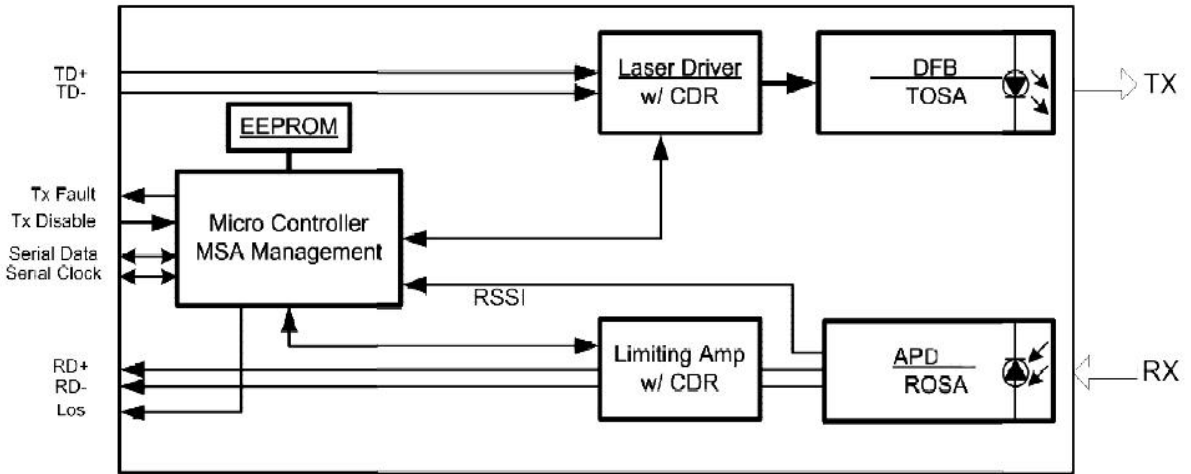 TD+
TD-
Laser Driver
w/ CDR
DFB
TOSA
TX
EEPROM
Tx Fault
Tx Disable
Serial Data
Serial Clock
Micro Controller
MSA Management
RSSI
RD+
RD-
Los
Limiting Amp
w/ CDR
APD
ROSA
RX